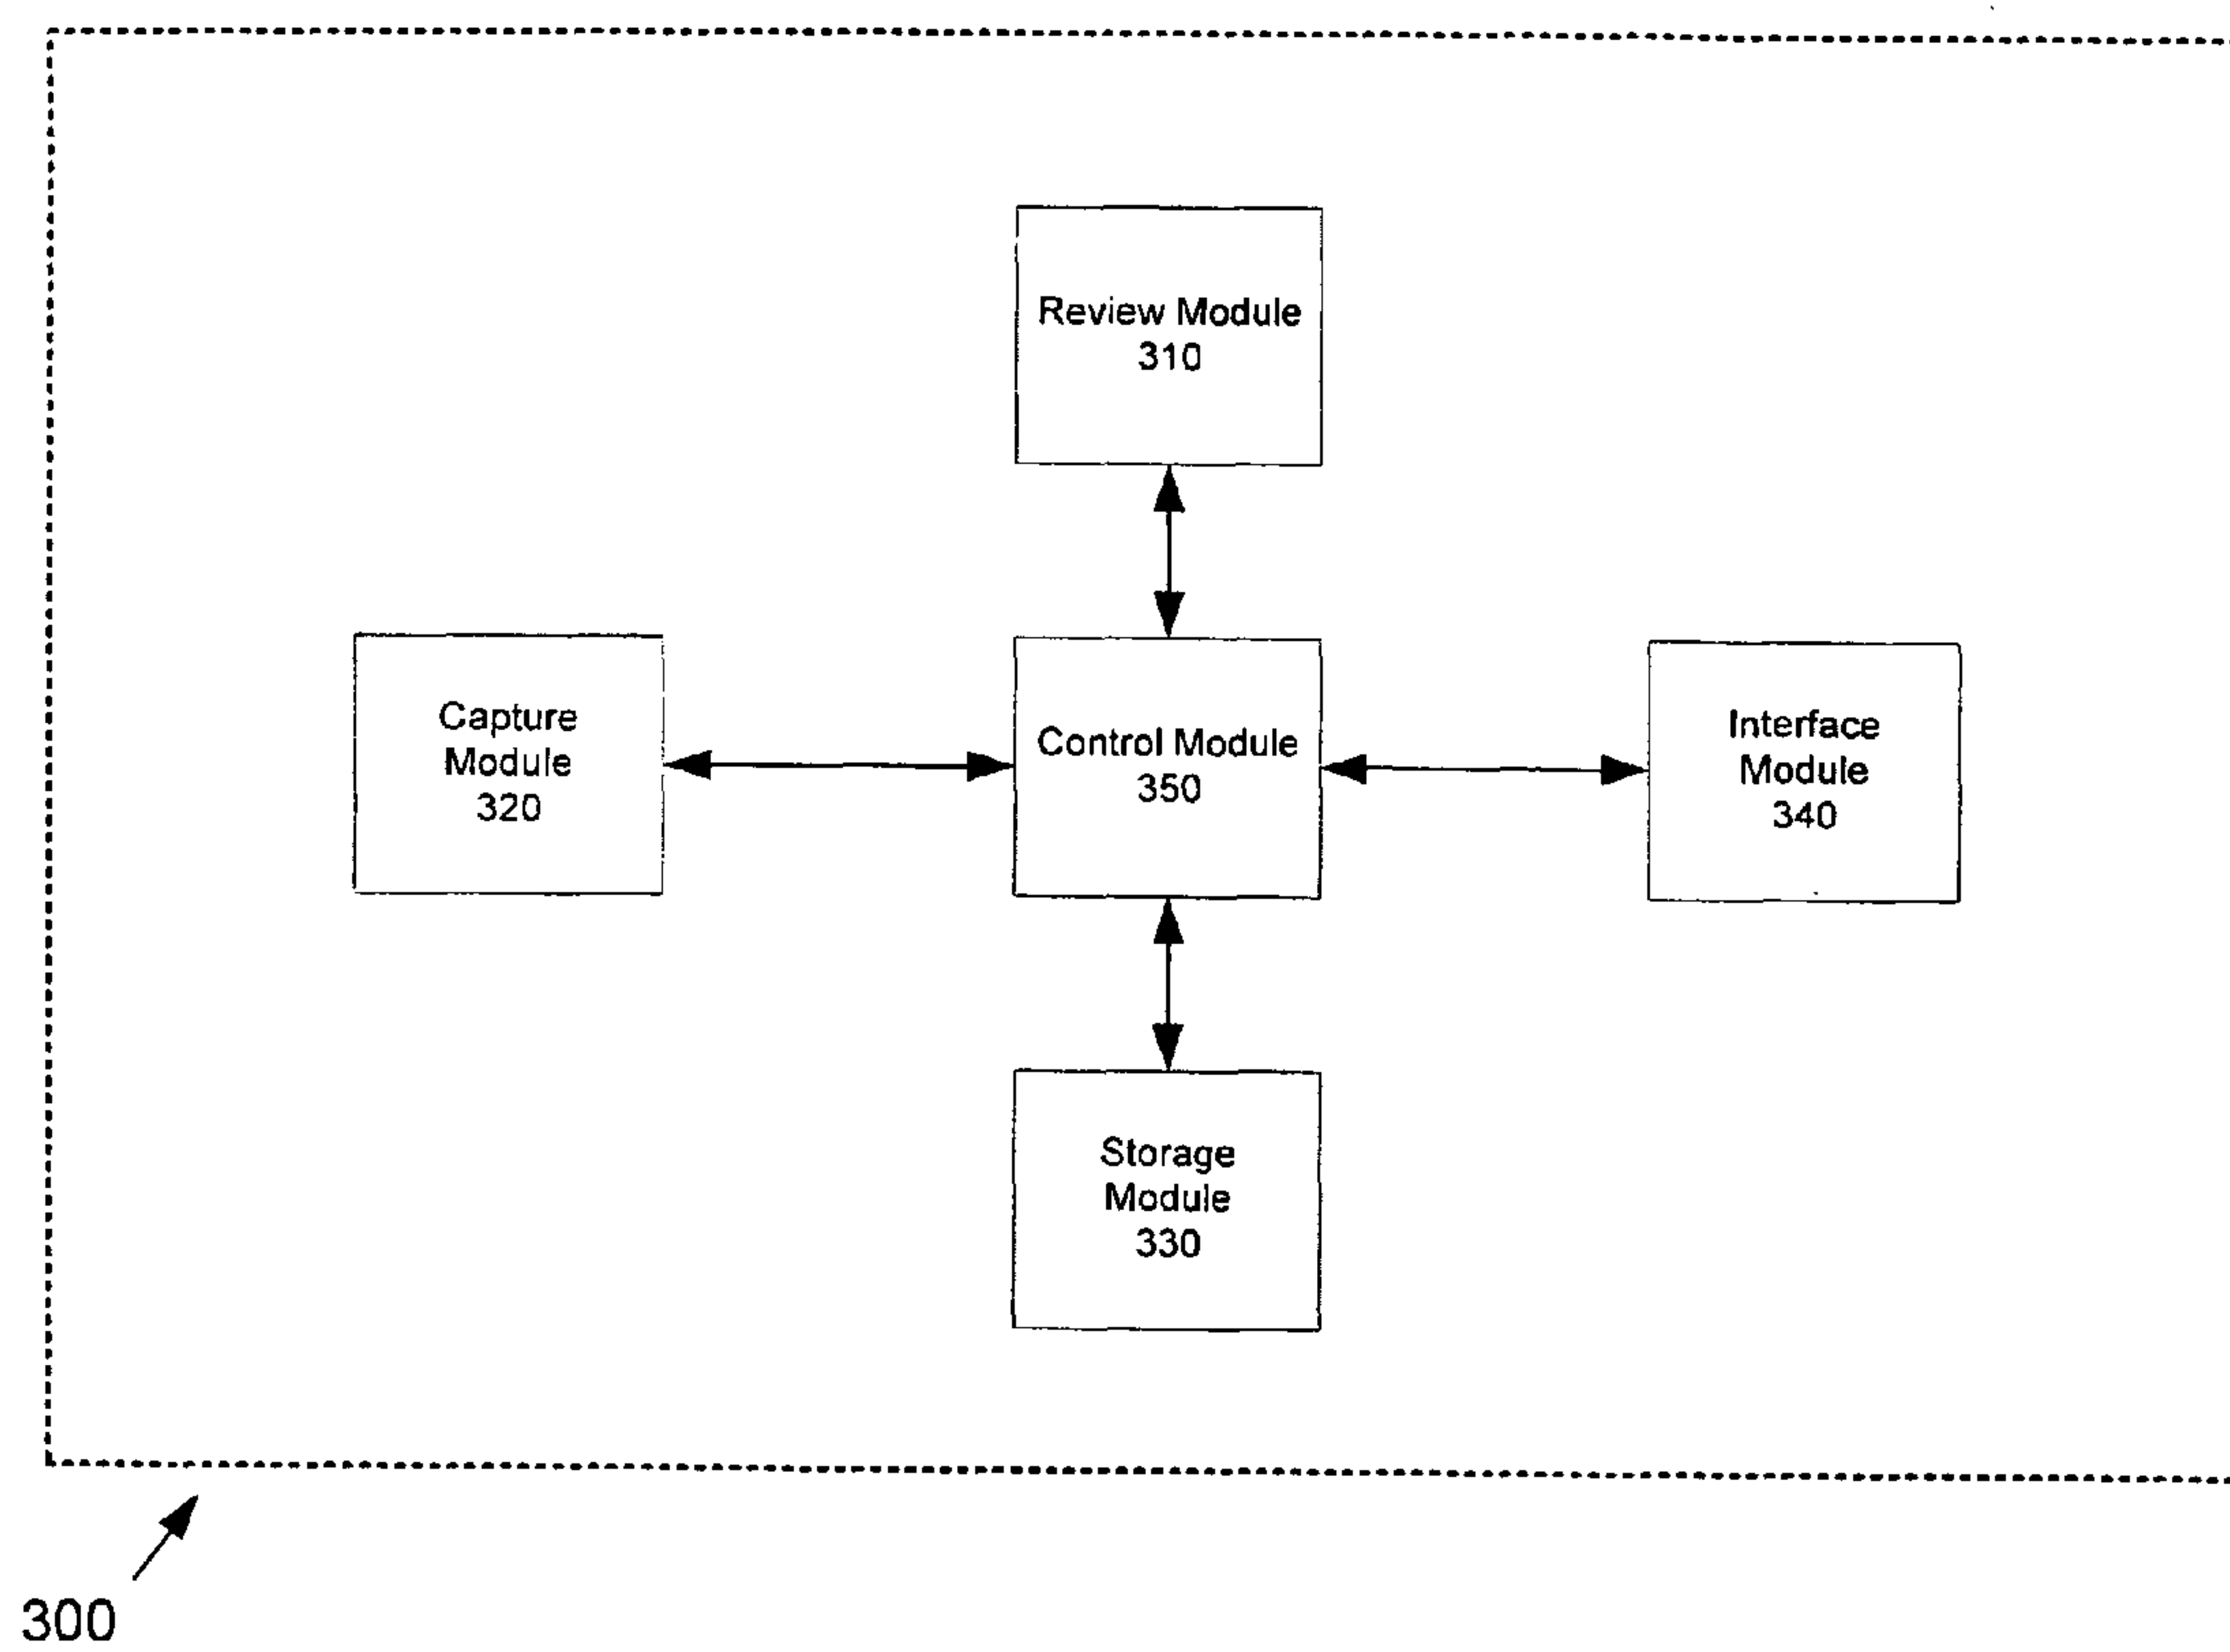 Review Module
310
Capture
Module
320
Control Module
350
Interface
Module
340
Storage
Module
330
300